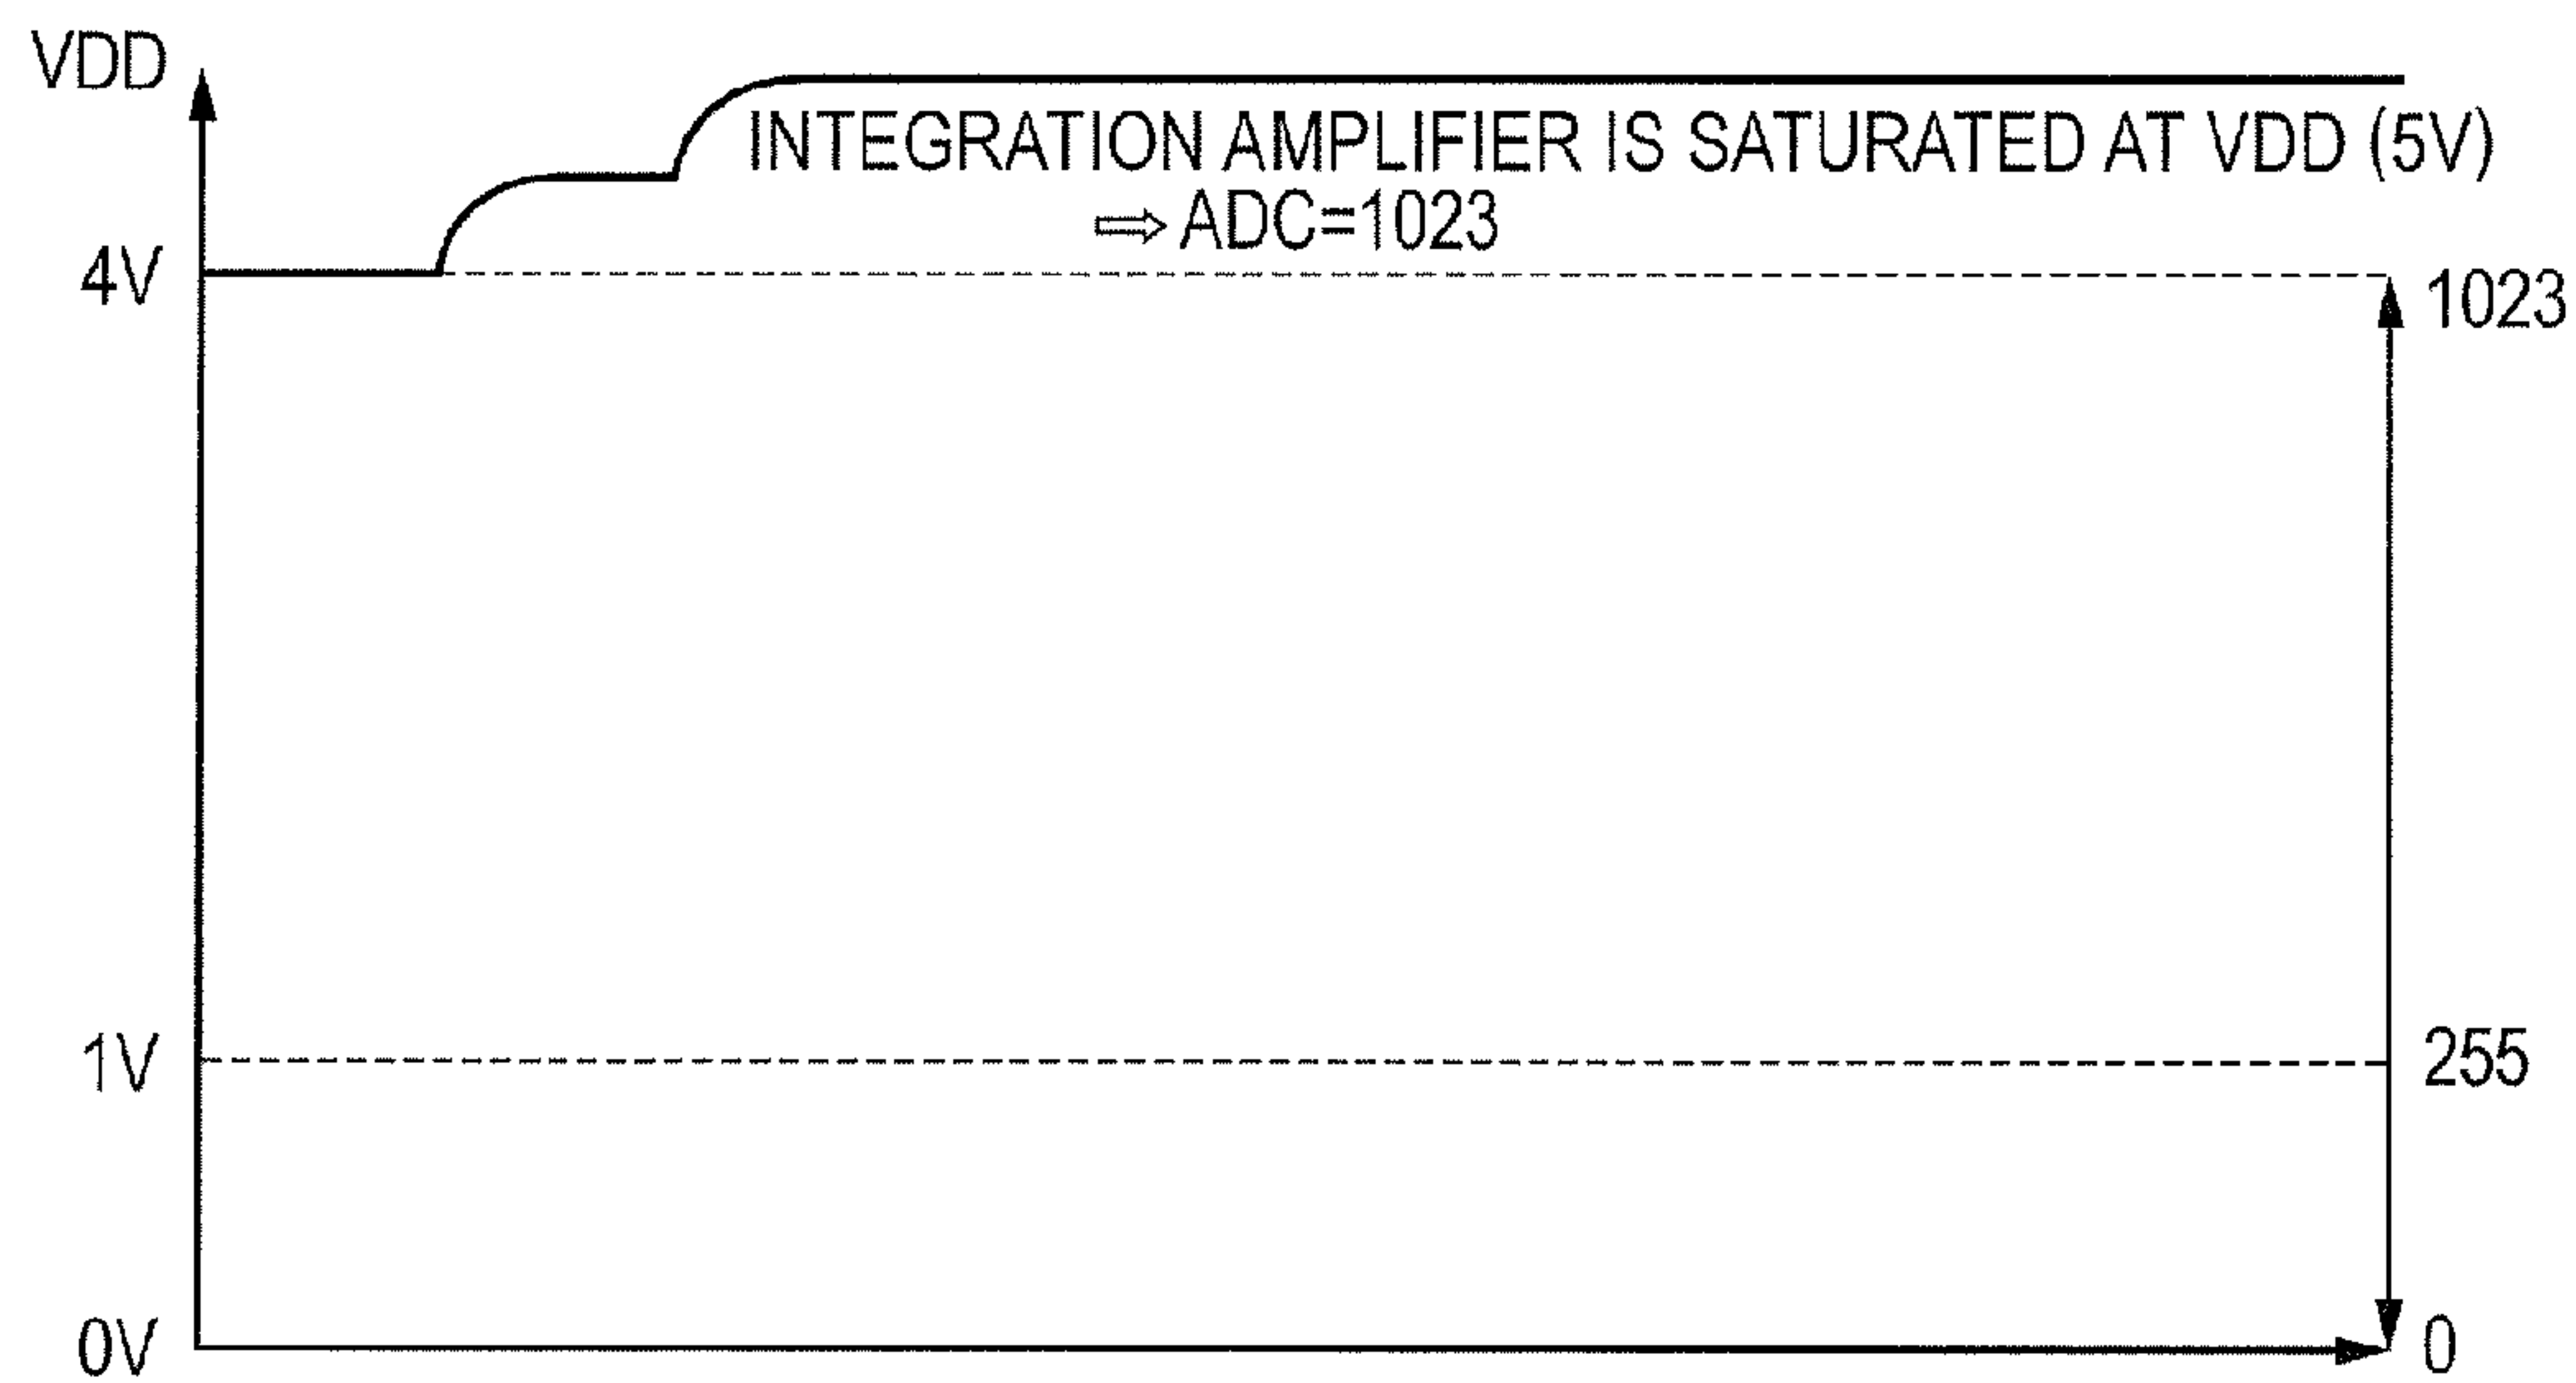 VDD
INTEGRATION AMPLIFIER IS SATURATED AT VDD (5V)
⇨ ADC=1023
4V
1023
1V
255
0V
0